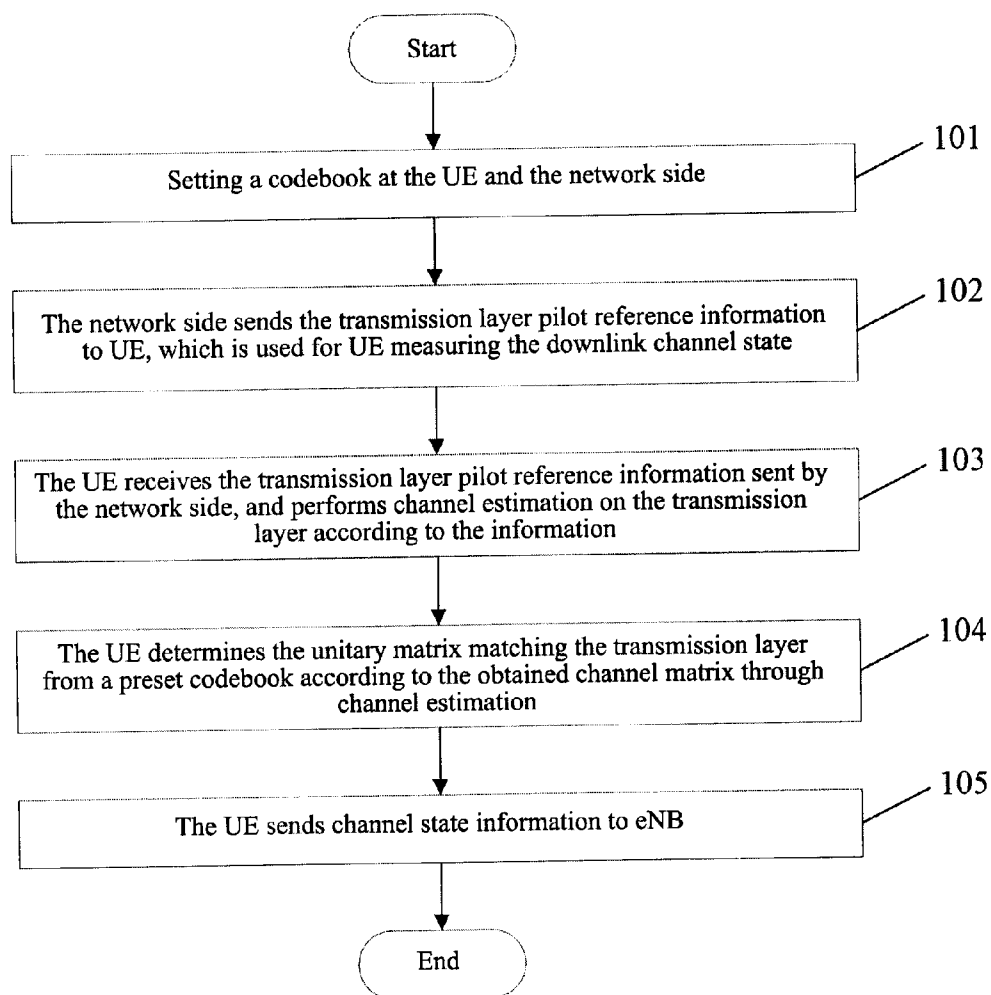 Start
101
Setting a codebook at the UE and the network side
102
The network side sends the transmission layer pilot reference information
to UE, which is used for UE measuring the downlink channel state
103
The UE receives the transmission layer pilot reference information sent by
the network side, and performs channel estimation on the transmission
layer according to the information
104
The UE determines the unitary matrix matching the transmission layer
from a preset codebook according to the obtained channel matrix through
channel estimation
105
The UE sends channel state information to eNB
End